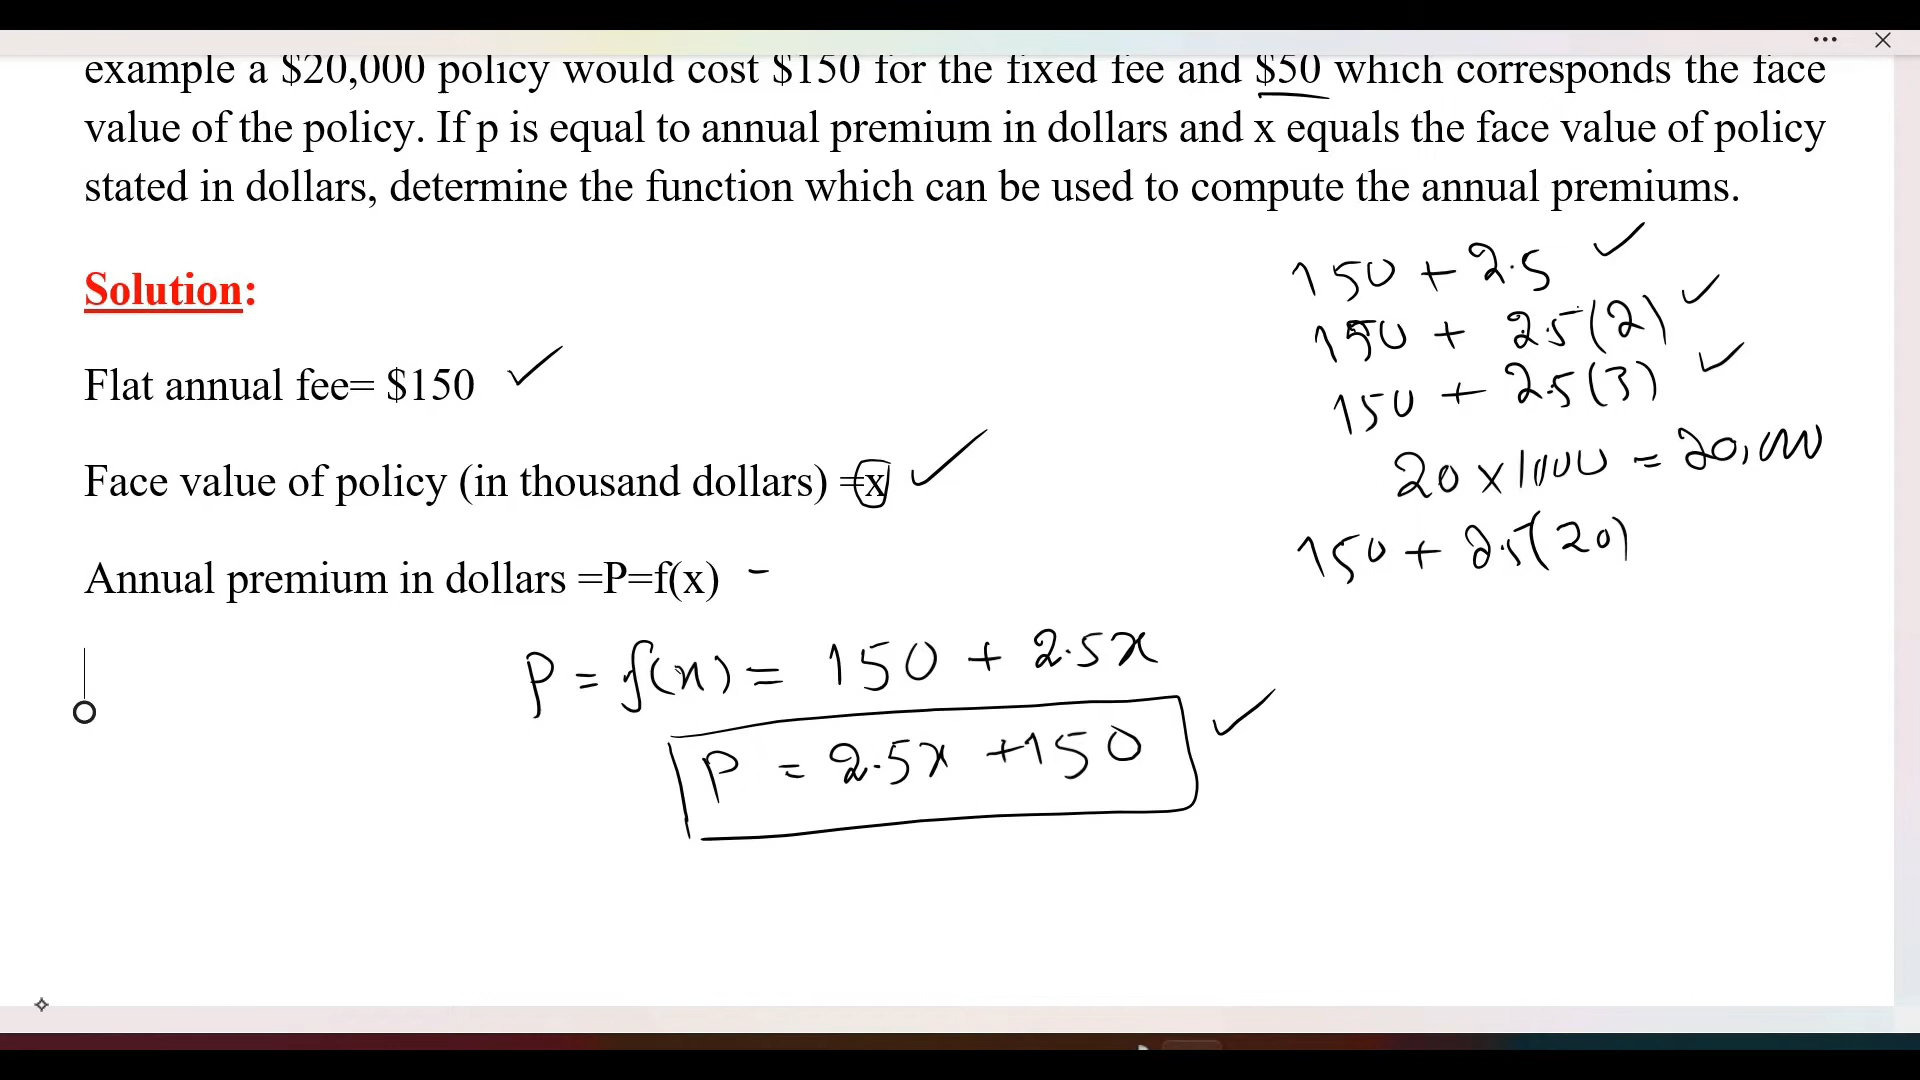 example a $20,000 policy would cost $150 for the fixed fee and $50 which corresponds the face
value of the policy. If p is equal to annual premium in dollars and x equals the face value of policy
stated in dollars, determine the function which can be used to compute the annual premiums.
Solution:
150 + 2.5
150 + 2.5(2)
Flat annual fee= $150
150 + 2.5(3)
Face value of policy (in thousand dollars) =x
20 x 1000 = 20,000
150 + 2.5(20)
Annual premium in dollars =P=f(x) -
P = f(x) = 150 + 2.5x
P = 2.5x +150